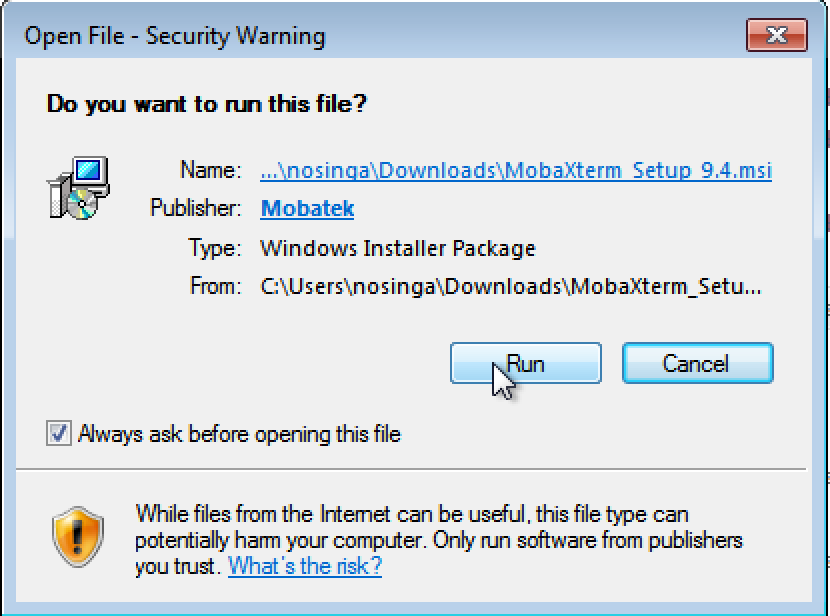 Open File - Security Warning
Do you want to run this file?
Name: ...\nosinga\Downloads\MobaXterm_Setup_9.4.msi
Publisher: Mobatek
Type: Windows Installer Package
From: C:\Users\nosinga\Downloads\MobaXterm_Setu...
Run Cancel
Always ask before opening this file
While files from the Internet can be useful, this file type can
potentially harm your computer. Only run software from publishers
you trust. What's the risk?